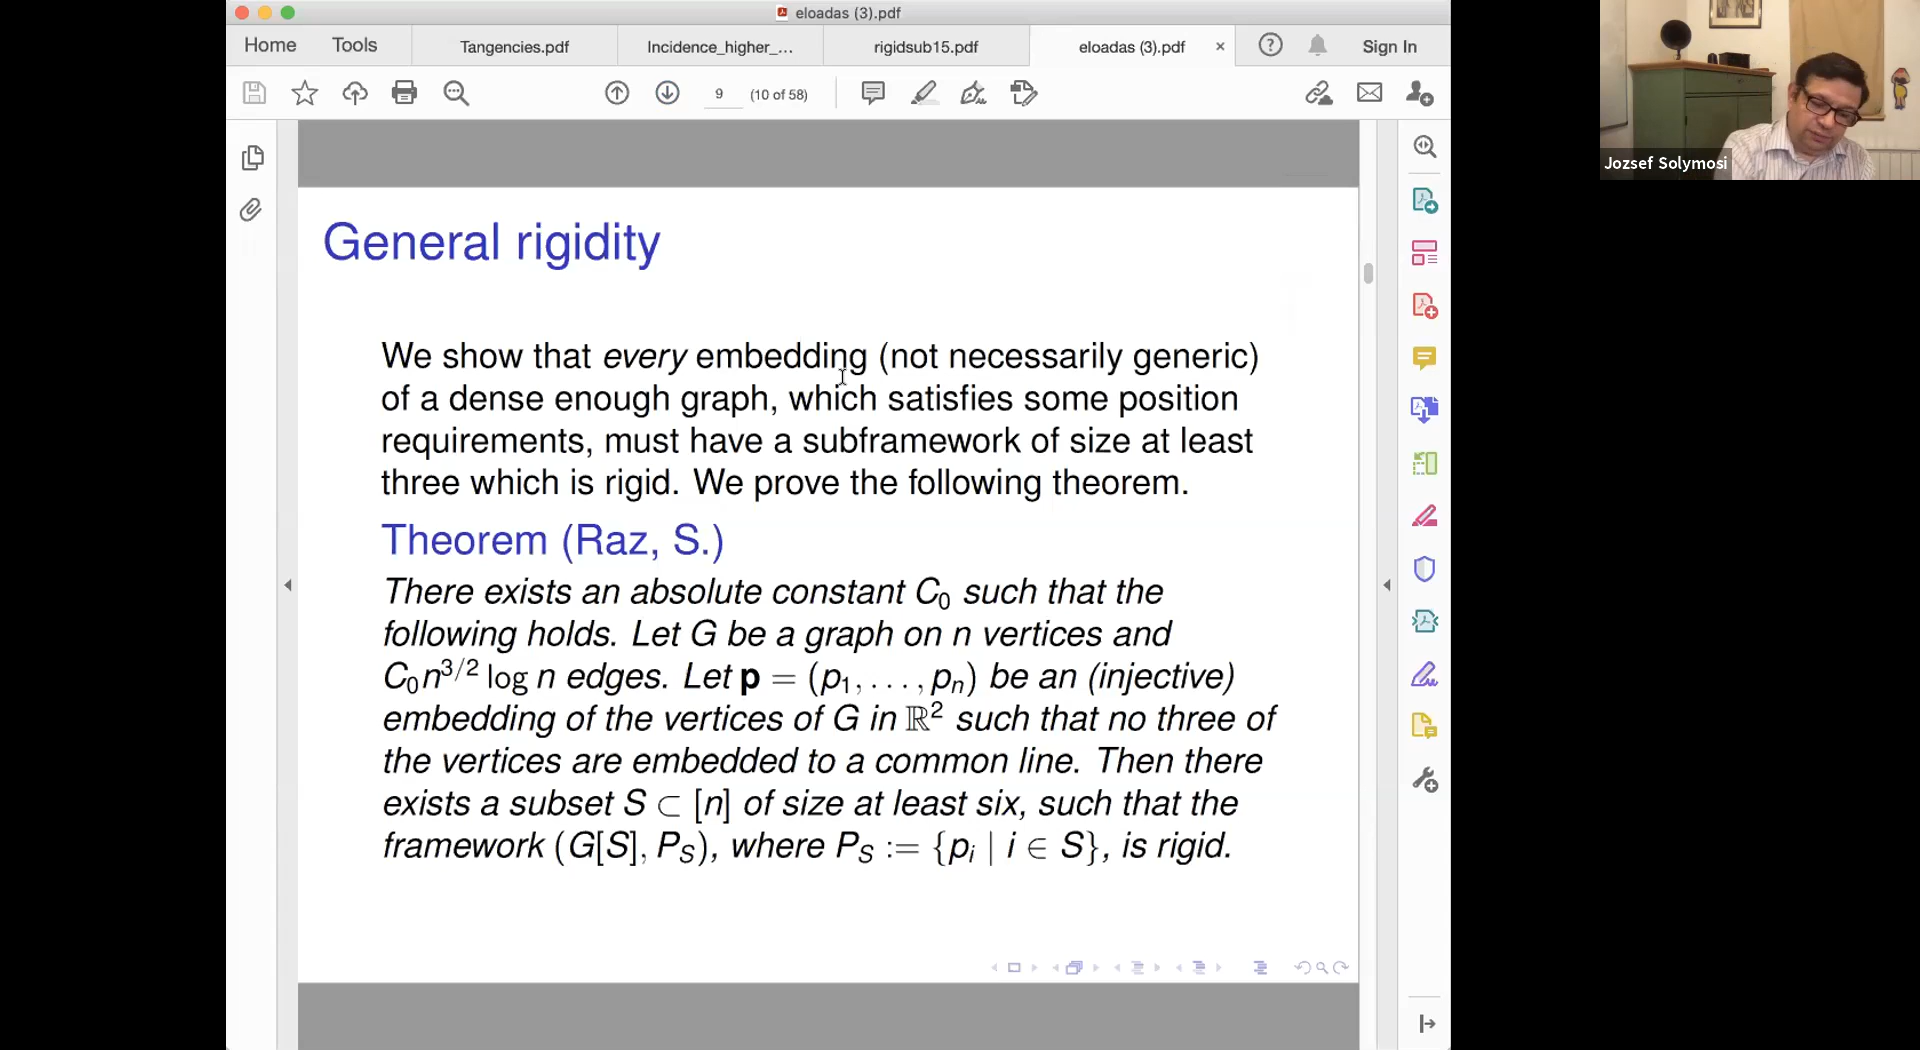 eloadas (3).pdf
Home Tools Tangencies.pdf Incidence_higher_... rigidsub15.pdf eloadas (3).pdf × Sign In
9 (10 of 58)
Jozsef Solymosi
General rigidity
We show that every embedding (not necessarily generic)
of a dense enough graph, which satisfies some position
requirements, must have a subframework of size at least
three which is rigid. We prove the following theorem.
Theorem (Raz, S.)
There exists an absolute constant C₀ such that the
following holds. Let G be a graph on n vertices and
C₀n^{3/2} log n edges. Let p = (p₁, . . . , pₙ) be an (injective)
embedding of the vertices of G in ℝ² such that no three of
the vertices are embedded to a common line. Then there
exists a subset S ⊂ [n] of size at least six, such that the
framework (G[S], P_S), where P_S := {p_i | i ∈ S}, is rigid.